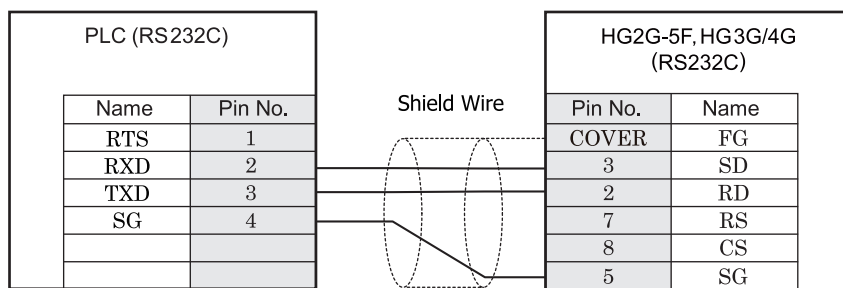 PLC (RS232C)
Name Pin No.
RTS 1
RXD 2
TXD 3
SG 4
Shield Wire
HG2G-5F, HG3G/4G
(RS232C)
Pin No. Name
COVER FG
3 SD
2 RD
7 RS
8 CS
5 SG